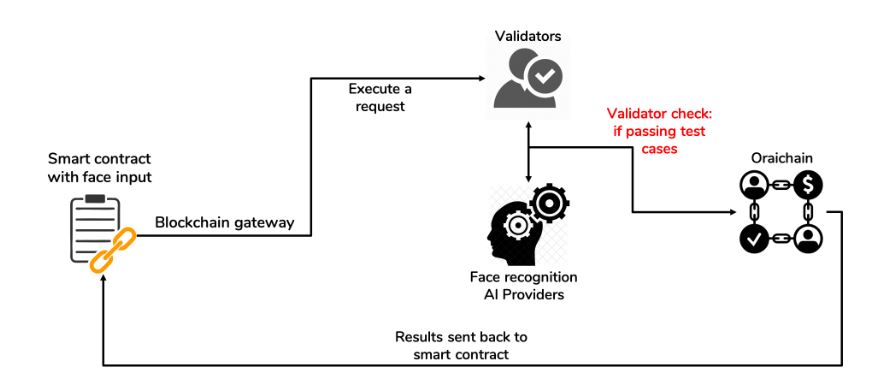 Validators
Execute a
request
Validator check:
if passing test
cases
Smart contract
with face input
Oraichain
Blockchain gateway
$
Face recognition
AI Providers
Results sent back to
smart contract